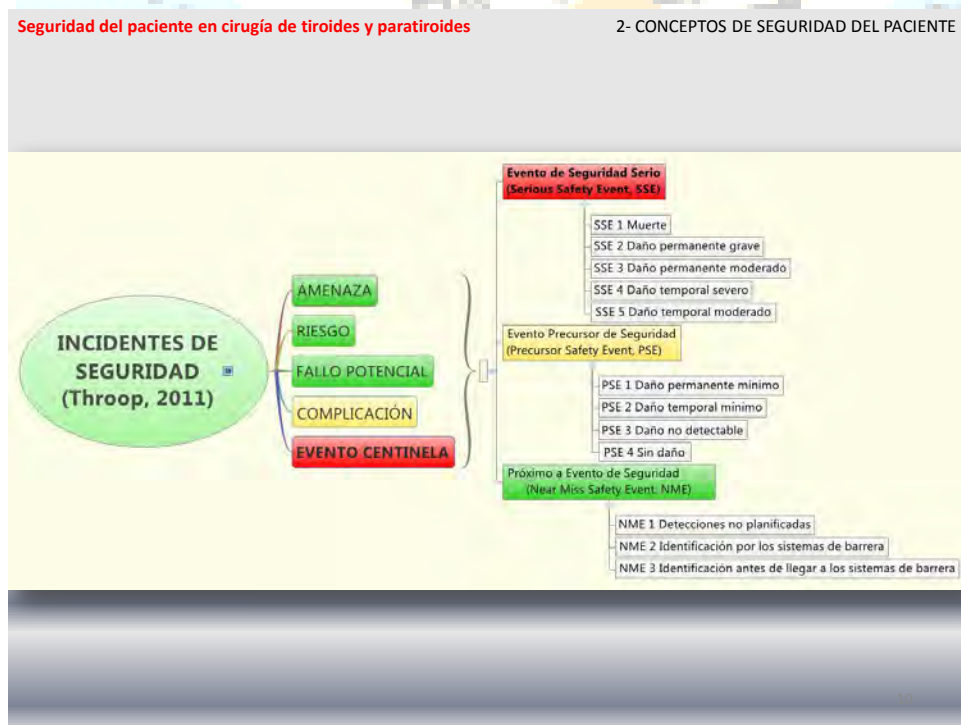 Seguridad del paciente en cirugía de tiroides y paratiroides
2- CONCEPTOS DE SEGURIDAD DEL PACIENTE
INCIDENTES DE
SEGURIDAD
(Throop, 2011)
AMENAZA
RIESGO
FALLO POTENCIAL
COMPLICACIÓN
EVENTO CENTINELA
Evento de Seguridad Serio
(Serious Safety Event, SSE)
SSE 1 Muerte
SSE 2 Daño permanente grave
SSE 3 Daño permanente moderado
SSE 4 Daño temporal severo
SSE 5 Daño temporal moderado
Evento Precursor de Seguridad
(Precursor Safety Event, PSE)
PSE 1 Daño permanente mínimo
PSE 2 Daño temporal mínimo
PSE 3 Daño no detectable
PSE 4 Sin daño
Próximo a Evento de Seguridad
(Near Miss Safety Event. NME)
NME 1 Detecciones no planificadas
NME 2 Identificación por los sistemas de barrera
NME 3 Identificación antes de llegar a los sistemas de barrera